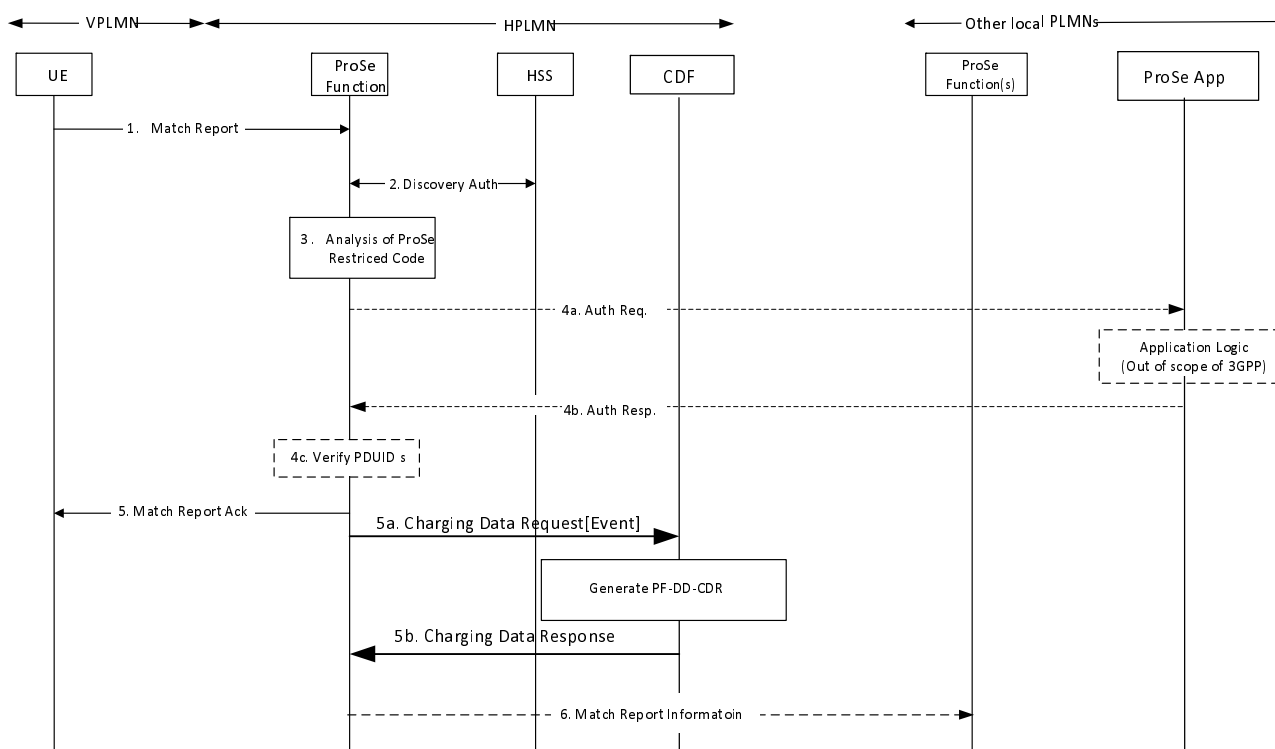 VPLMN
HPLMN
Other local PLMNs
UE
ProSe
Function
HSS
CDF
ProSe
Function(s)
ProSe App
1. Match Report
2. Discovery Auth
3. Analysis of ProSe
Restriced Code
4a. Auth Req.
Application Logic
(Out of scope of 3GPP)
4b. Auth Resp.
4c. Verify PDUID s
5. Match Report Ack
5a. Charging Data Request[Event]
Generate PF-DD-CDR
5b. Charging Data Response
6. Match Report Informatoin